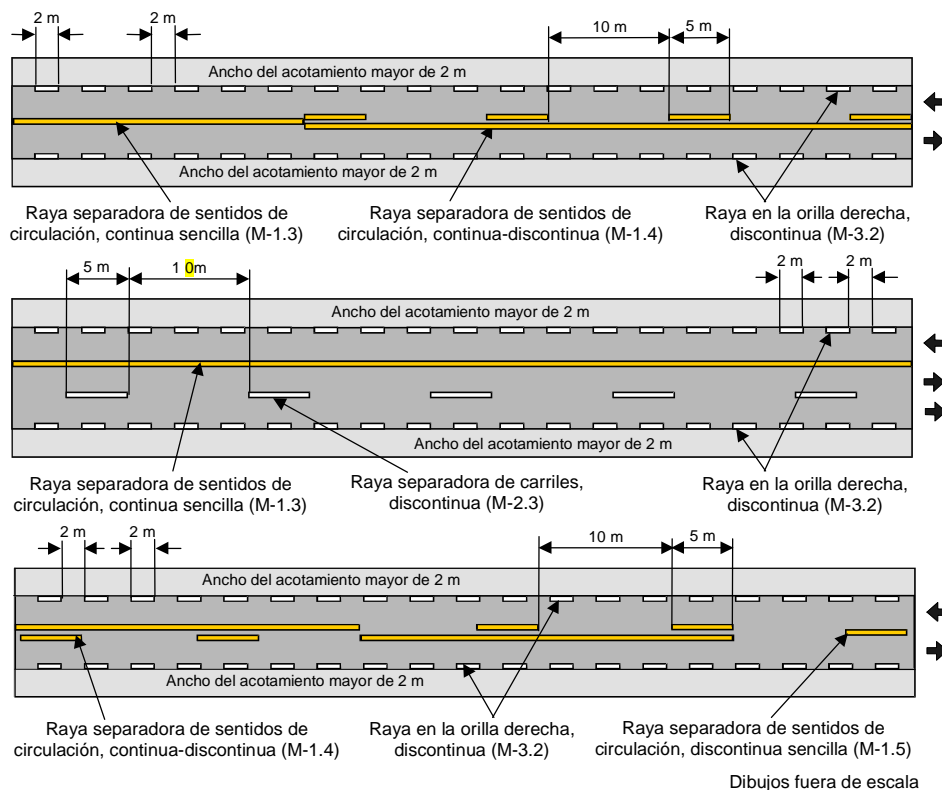 2 m
2 m
10 m
5 m
Ancho del acotamiento mayor de 2 m
Ancho del acotamiento mayor de 2 m
Raya separadora de sentidos de
circulación, continua sencilla (M-1.3)
Raya separadora de sentidos de
circulación, continua-discontinua (M-1.4)
Raya en la orilla derecha,
discontinua (M-3.2)
5 m
1 0m
2 m
2 m
Ancho del acotamiento mayor de 2 m
Ancho del acotamiento mayor de 2 m
Raya separadora de sentidos de
circulación, continua sencilla (M-1.3)
Raya separadora de carriles,
discontinua (M-2.3)
Raya en la orilla derecha,
discontinua (M-3.2)
2 m
2 m
10 m
5 m
Ancho del acotamiento mayor de 2 m
Ancho del acotamiento mayor de 2 m
Raya separadora de sentidos de
circulación, continua-discontinua (M-1.4)
Raya en la orilla derecha,
discontinua (M-3.2)
Raya separadora de sentidos de
circulación, discontinua sencilla (M-1.5)
Dibujos fuera de escala